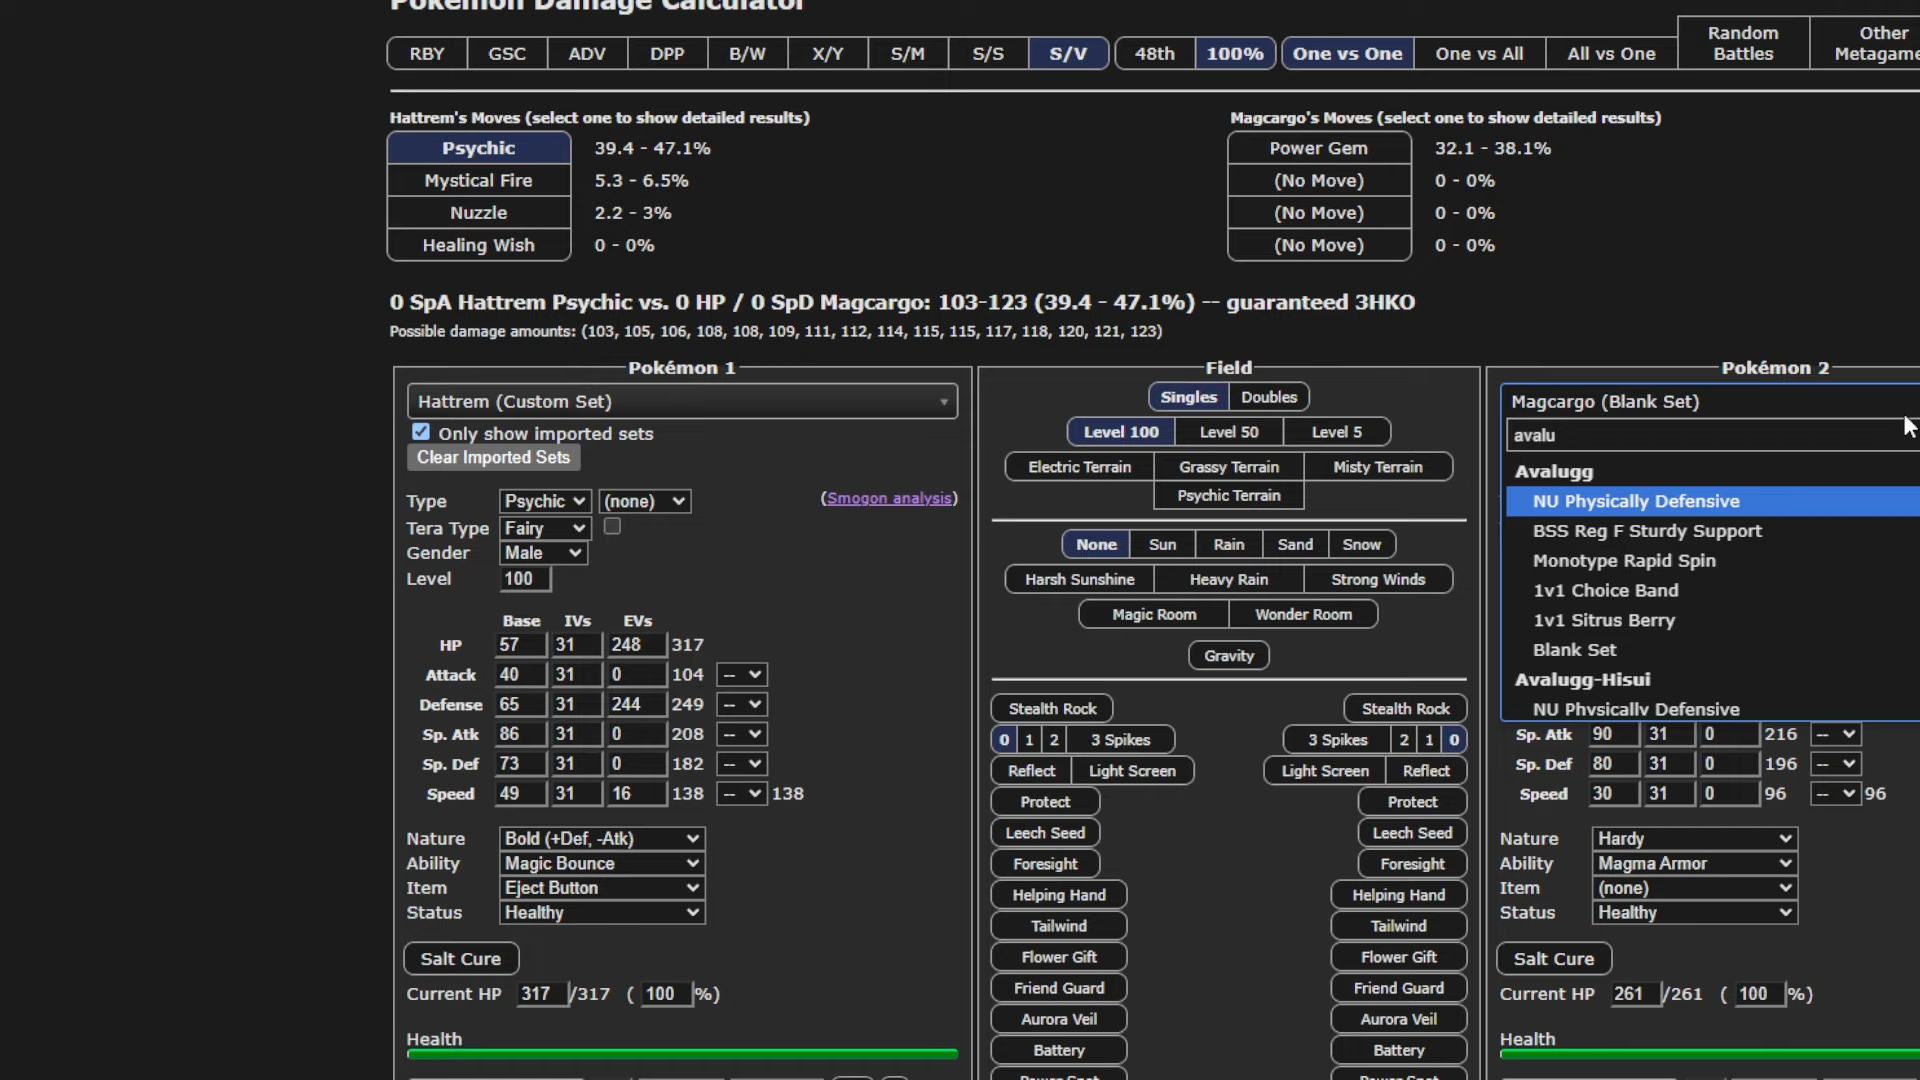 Pokémon Damage Calculator
RBY GSC ADV DPP B/W X/Y S/M S/S S/V 48th 100% One vs One One vs All All vs One Random Battles Other Metagame
Hattrem's Moves (select one to show detailed results) Magcargo's Moves (select one to show detailed results)
Psychic 39.4 - 47.1% Power Gem 32.1 - 38.1%
Mystical Fire 5.3 - 6.5% (No Move) 0 - 0%
Nuzzle 2.2 - 3% (No Move) 0 - 0%
Healing Wish 0 - 0% (No Move) 0 - 0%
0 SpA Hattrem Psychic vs. 0 HP / 0 SpD Magcargo: 103-123 (39.4 - 47.1%) -- guaranteed 3HKO
Possible damage amounts: (103, 105, 106, 108, 108, 109, 111, 112, 114, 115, 115, 117, 118, 120, 121, 123)
Pokémon 1
Hattrem (Custom Set)
Only show imported sets
Clear Imported Sets
Type Psychic (none) (Smogon analysis)
Tera Type Fairy
Gender Male
Level 100
Base IVs EVs
HP 57 31 248 317
Attack 40 31 0 104 --
Defense 65 31 244 249 --
Sp. Atk 86 31 0 208 --
Sp. Def 73 31 0 182 --
Speed 49 31 16 138 -- 138
Nature Bold (+Def, -Atk)
Ability Magic Bounce
Item Eject Button
Status Healthy
Salt Cure
Current HP 317 /317 ( 100 %)
Health
Field
Singles Doubles
Level 100 Level 50 Level 5
Electric Terrain Grassy Terrain Misty Terrain
Psychic Terrain
None Sun Rain Sand Snow
Harsh Sunshine Heavy Rain Strong Winds
Magic Room Wonder Room
Gravity
Stealth Rock Stealth Rock
0 1 2 3 Spikes 3 Spikes 2 1 0
Reflect Light Screen Light Screen Reflect
Protect Protect
Leech Seed Leech Seed
Foresight Foresight
Helping Hand Helping Hand
Tailwind Tailwind
Flower Gift Flower Gift
Friend Guard Friend Guard
Aurora Veil Aurora Veil
Battery Battery
Power Spot Power Spot
Pokémon 2
Magcargo (Blank Set)
avalu
Avalugg
NU Physically Defensive
BSS Reg F Sturdy Support
Monotype Rapid Spin
1v1 Choice Band
1v1 Sitrus Berry
Blank Set
Avalugg-Hisui
NU Physically Defensive
Sp. Atk 90 31 0 216 --
Sp. Def 80 31 0 196 --
Speed 30 31 0 96 -- 96
Nature Hardy
Ability Magma Armor
Item (none)
Status Healthy
Salt Cure
Current HP 261 /261 ( 100 %)
Health